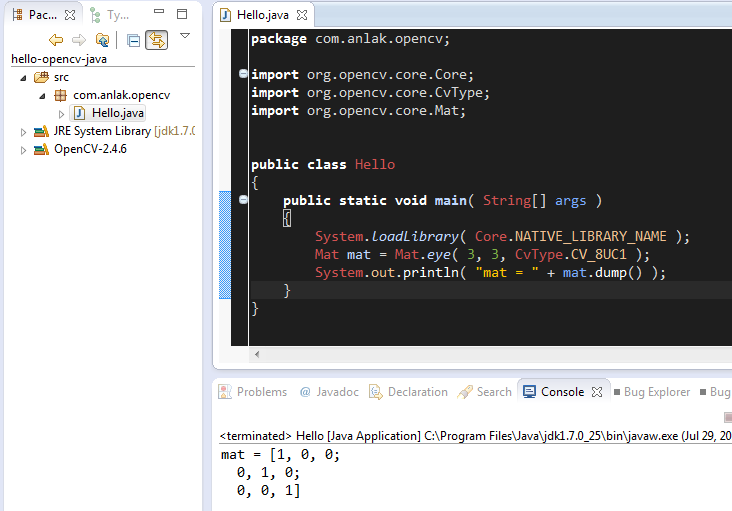 Pac...
Ty...
hello-opencv-java
src
com.anlak.opencv
Hello.java
JRE System Library [jdk1.7.0
OpenCV-2.4.6
Hello.java
package com.anlak.opencv;
import org.opencv.core.Core;
import org.opencv.core.CvType;
import org.opencv.core.Mat;
public class Hello
{
public static void main( String[] args )
{
System.loadLibrary( Core.NATIVE_LIBRARY_NAME );
Mat mat = Mat.eye( 3, 3, CvType.CV_8UC1 );
System.out.println( "mat = " + mat.dump() );
}
}
Problems @ Javadoc Declaration Search Console Bug Explorer Bug
<terminated> Hello [Java Application] C:\Program Files\Java\jdk1.7.0_25\bin\javaw.exe (Jul 29, 20
mat = [1, 0, 0;
0, 1, 0;
0, 0, 1]